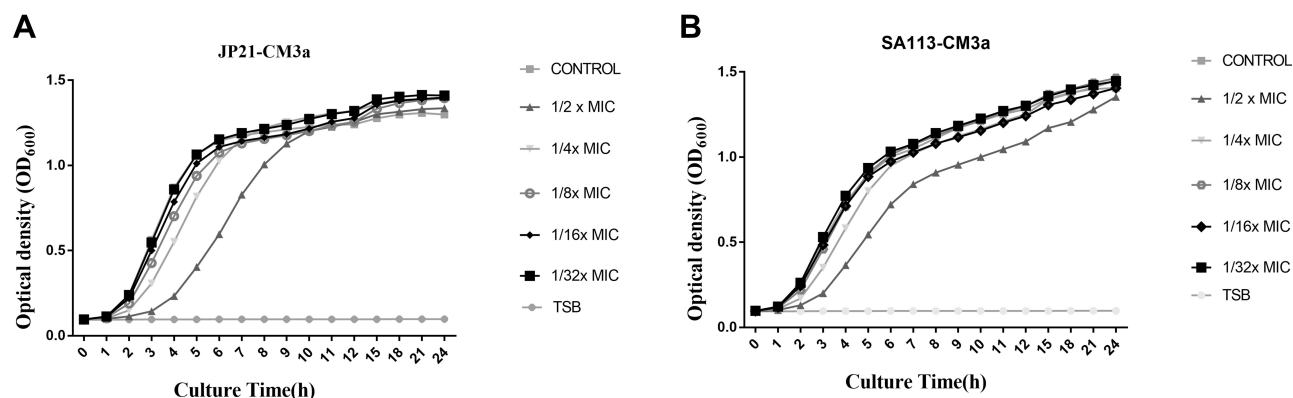 A
JP21-CM3a
Optical density (OD600)
1.5
1.0
0.5
0.0
0 1 2 3 4 5 6 7 8 9 10 11 12 15 18 21 24
Culture Time(h)
CONTROL
1/2 x MIC
1/4x MIC
1/8x MIC
1/16x MIC
1/32x MIC
TSB
B
SA113-CM3a
Optical density (OD600)
1.5
1.0
0.5
0.0
0 1 2 3 4 5 6 7 8 9 10 11 12 15 18 21 24
Culture Time(h)
CONTROL
1/2 x MIC
1/4x MIC
1/8x MIC
1/16x MIC
1/32x MIC
TSB